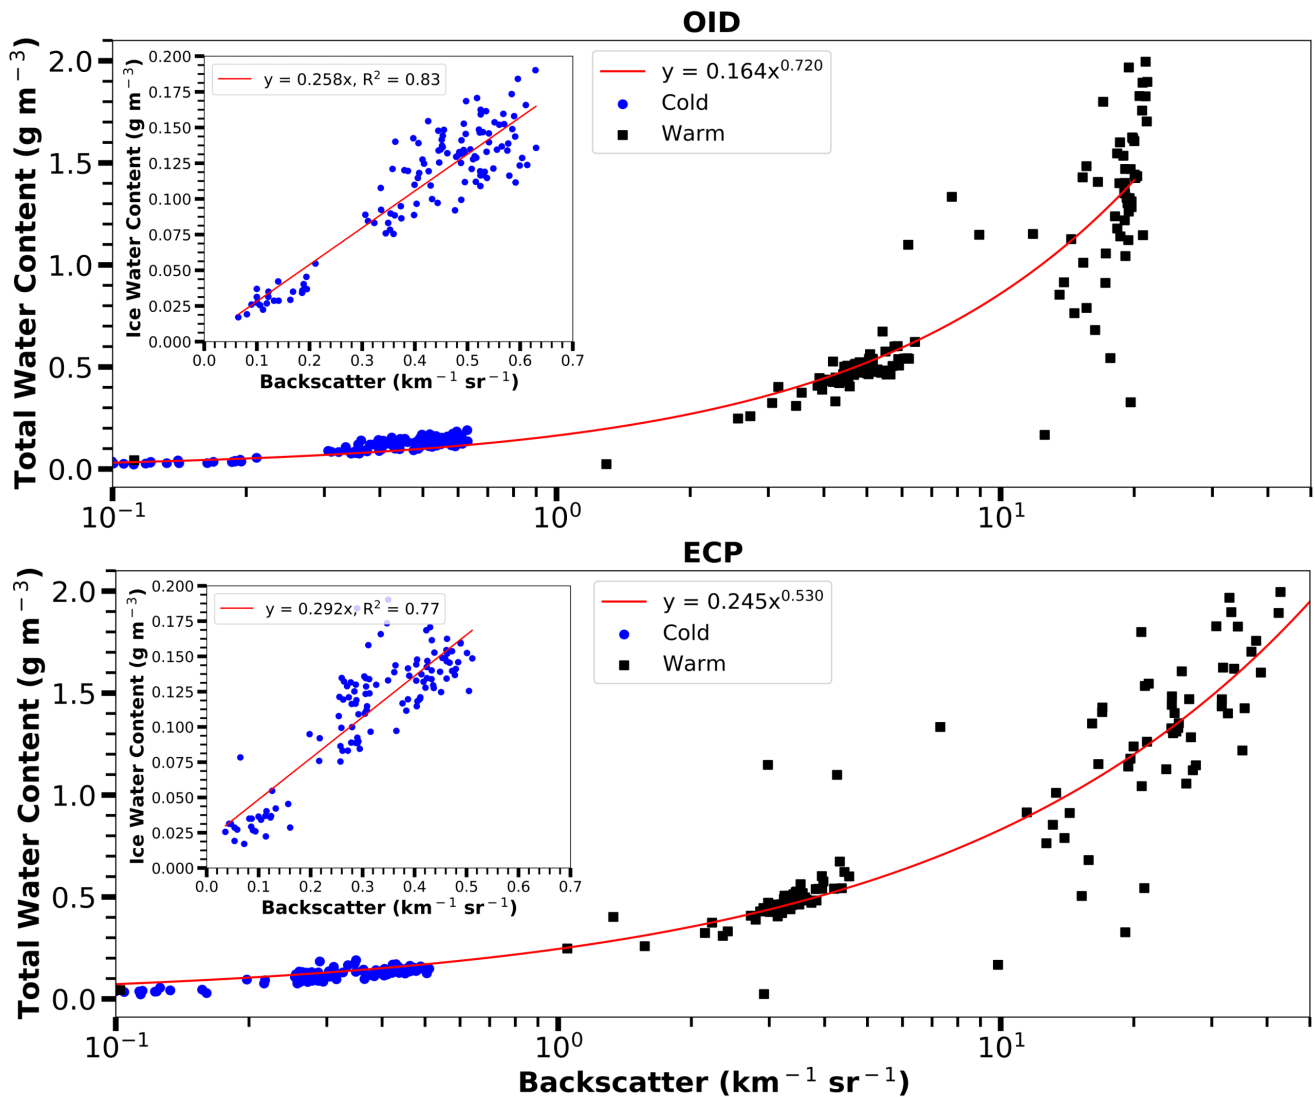 OID
Total Water Content (g m⁻³)
2.0
1.5
1.0
0.5
0.0
10⁻¹ 10⁰ 10¹
y = 0.164x^0.720
Cold
Warm
Ice Water Content (g m⁻³)
0.200
0.175
0.150
0.125
0.100
0.075
0.050
0.025
0.000
0.0 0.1 0.2 0.3 0.4 0.5 0.6 0.7
Backscatter (km⁻¹ sr⁻¹)
y = 0.258x, R² = 0.83
ECP
Total Water Content (g m⁻³)
2.0
1.5
1.0
0.5
0.0
10⁻¹ 10⁰ 10¹
Backscatter (km⁻¹ sr⁻¹)
y = 0.245x^0.530
Cold
Warm
Ice Water Content (g m⁻³)
0.200
0.175
0.150
0.125
0.100
0.075
0.050
0.025
0.000
0.0 0.1 0.2 0.3 0.4 0.5 0.6 0.7
Backscatter (km⁻¹ sr⁻¹)
y = 0.292x, R² = 0.77